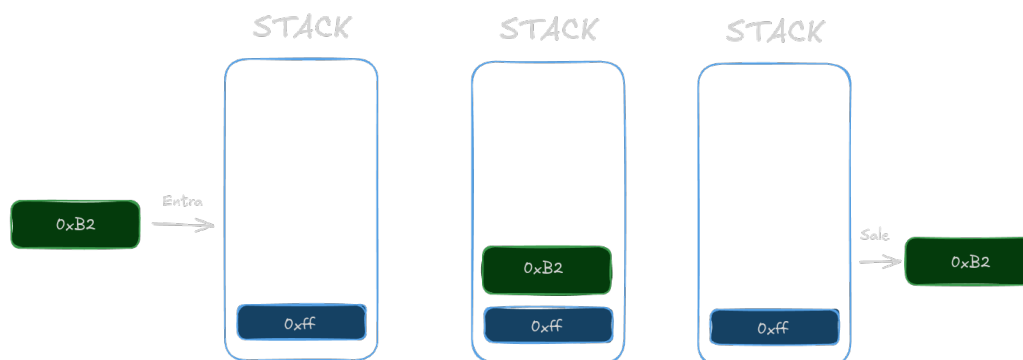 STACK
STACK
STACK
Entra
0xB2
0xff
0xB2
0xff
Sale
0xB2
0xff